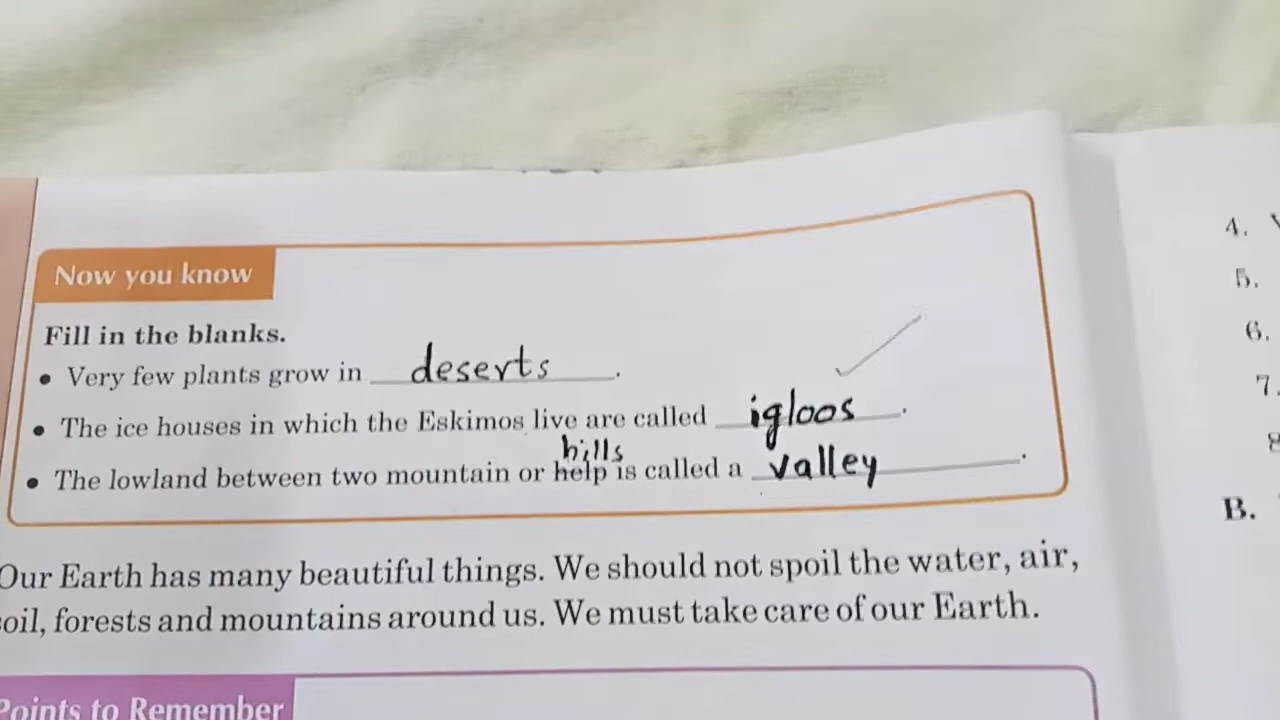 Now you know
Fill in the blanks.
• Very few plants grow in deserts.
• The ice houses in which the Eskimos live are called igloos.
hills
• The lowland between two mountain or help is called a valley.
Our Earth has many beautiful things. We should not spoil the water, air,
soil, forests and mountains around us. We must take care of our Earth.
Points to Remember
4.
5.
6.
7.
8
B.